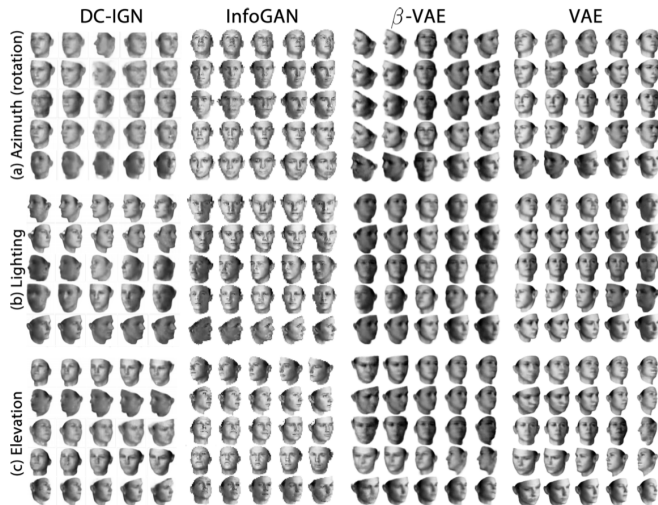 DC-IGN InfoGAN β-VAE VAE
(a) Azimuth (rotation)
(b) Lighting
(c) Elevation